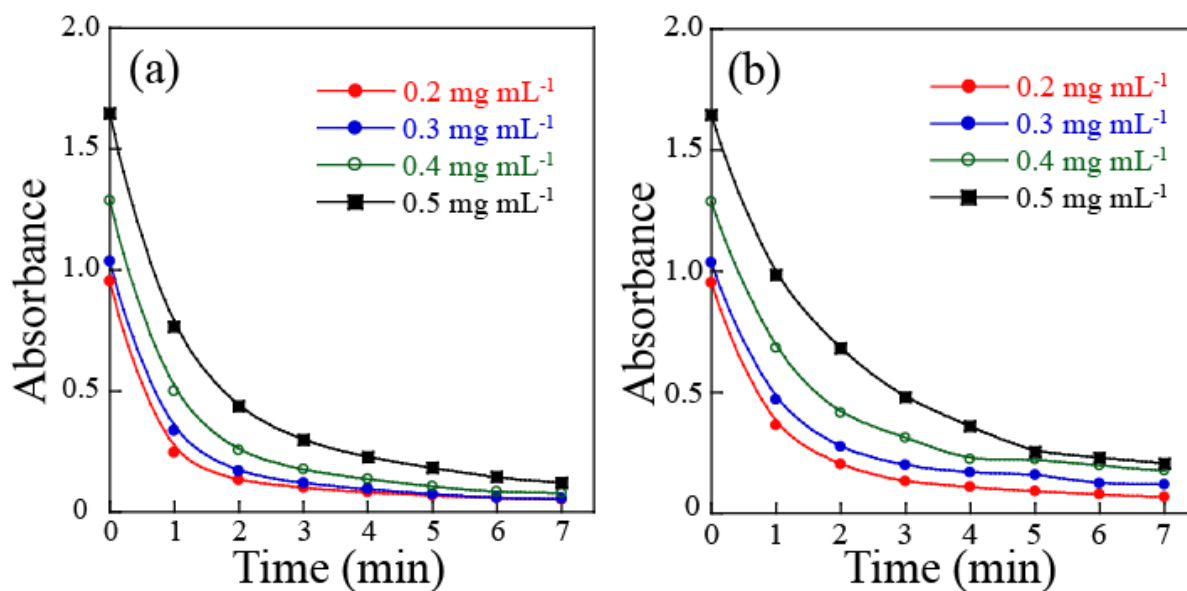 (a)
0.2 mg mL⁻¹
0.3 mg mL⁻¹
0.4 mg mL⁻¹
0.5 mg mL⁻¹
Absorbance
2.0
1.5
1.0
0.5
0
0 1 2 3 4 5 6 7
Time (min)
(b)
0.2 mg mL⁻¹
0.3 mg mL⁻¹
0.4 mg mL⁻¹
0.5 mg mL⁻¹
Absorbance
2.0
1.5
1.0
0.5
0
0 1 2 3 4 5 6 7
Time (min)